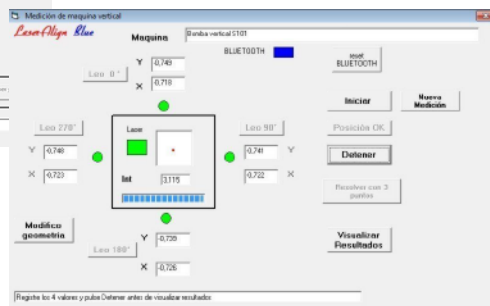 Medición de maquina vertical
LaserAlign Blue
Maquina
Bomba vertical S101
BLUETOOTH
reset BLUETOOTH
Leo 0°
Y -0,749
X -0,718
Iniciar
Nueva Medición
Leo 270°
Y -0,748
X -0,723
Laser
Int 3,115
Leo 90°
-0,741 Y
-0,722 X
Posición OK
Detener
Resolver con 3 puntos
Modifico geometria
Leo 180°
Y -0,739
X -0,726
Visualizar Resultados
Registre los 4 valores y pulse Detener antes de visualizar resultados